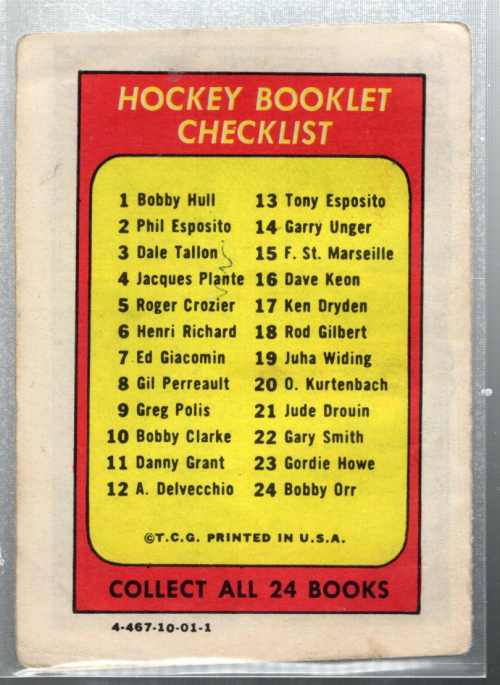 HOCKEY BOOKLET
CHECKLIST
1 Bobby Hull
2 Phil Esposito
3 Dale Tallon
4 Jacques Plante
5 Roger Crozier
6 Henri Richard
7 Ed Giacomin
8 Gil Perreault
9 Greg Polis
10 Bobby Clarke
11 Danny Grant
12 A. Delvecchio
13 Tony Esposito
14 Garry Unger
15 F. St. Marseille
16 Dave Keon
17 Ken Dryden
18 Rod Gilbert
19 Juha Widing
20 O. Kurtenbach
21 Jude Drouin
22 Gary Smith
23 Gordie Howe
24 Bobby Orr
©T.C.G. PRINTED IN U.S.A.
COLLECT ALL 24 BOOKS
4-467-10-01-1